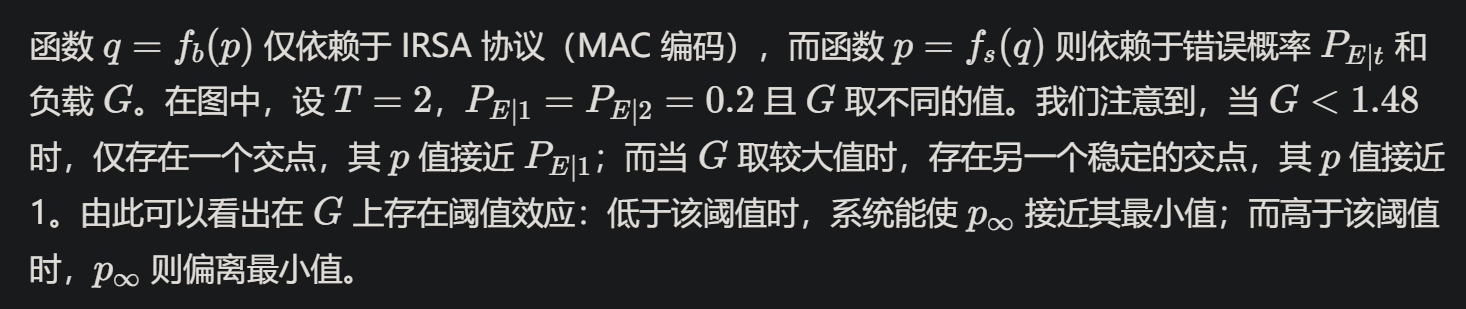 函数 q = f_b(p) 仅依赖于 IRSA 协议（MAC 编码），而函数 p = f_s(q) 则依赖于错误概率 P_{E|t} 和
负载 G。在图中，设 T = 2，P_{E|1} = P_{E|2} = 0.2 且 G 取不同的值。我们注意到，当 G < 1.48
时，仅存在一个交点，其 p 值接近 P_{E|1}；而当 G 取较大值时，存在另一个稳定的交点，其 p 值接近
1。由此可以看出在 G 上存在阈值效应：低于该阈值时，系统能使 p_∞ 接近其最小值；而高于该阈值
时，p_∞ 则偏离最小值。